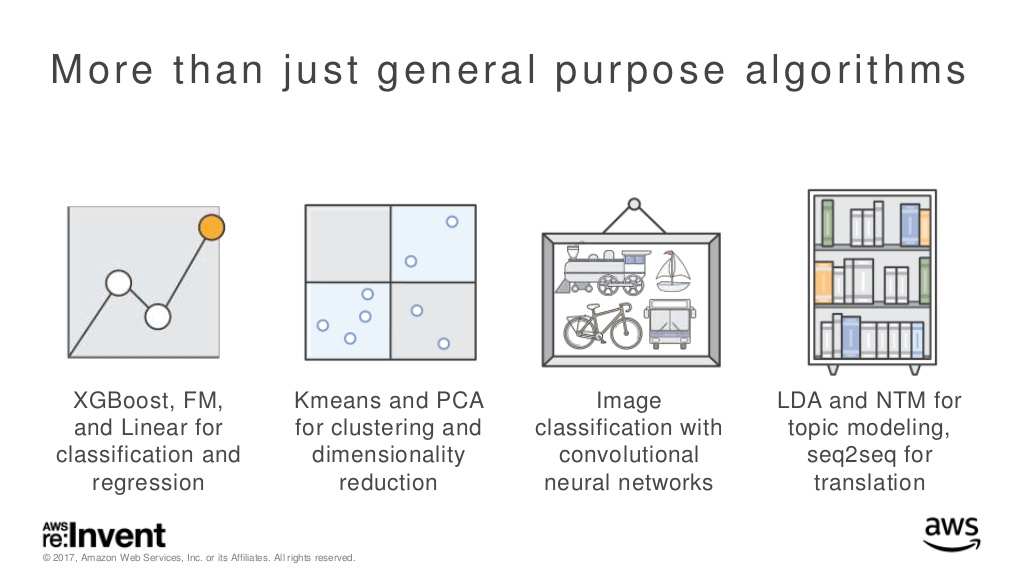 More than just general purpose algorithms
XGBoost, FM,
and Linear for
classification and
regression
Kmeans and PCA
for clustering and
dimensionality
reduction
Image
classification with
convolutional
neural networks
LDA and NTM for
topic modeling,
seq2seq for
translation
AWS
re:Invent
© 2017, Amazon Web Services, Inc. or its Affiliates. All rights reserved.
aws